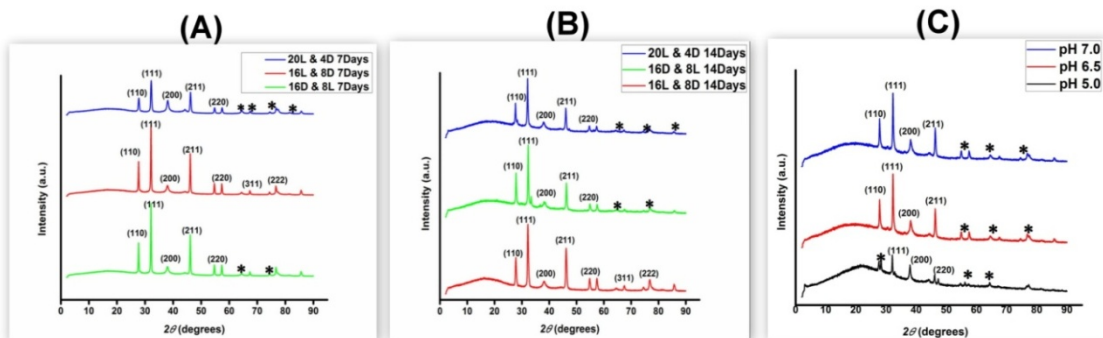 (A)
20L & 4D 7Days
16L & 8D 7Days
16D & 8L 7Days
(110)
(111)
(200)
(211)
(220)
* * * *
(110)
(111)
(200)
(211)
(220)
(311)
(222)
(110)
(111)
(200)
(211)
(220)
* *
Intensity (a.u.)
0 10 20 30 40 50 60 70 80 90
2θ (degrees)
(B)
20L & 4D 14Days
16D & 8L 14Days
16L & 8D 14Days
(110)
(111)
(200)
(211)
(220)
* * *
(110)
(111)
(200)
(211)
(220)
* *
(110)
(111)
(200)
(211)
(220)
(311)
(222)
Intensity (a.u.)
0 10 20 30 40 50 60 70 80 90
2θ (degrees)
(C)
pH 7.0
pH 6.5
pH 5.0
(110)
(111)
(200)
(211)
* * *
(110)
(111)
(200)
(211)
* * *
*
(111)
(200)
(220)
* *
Intensity (a.u.)
0 10 20 30 40 50 60 70 80 90
2θ (degrees)